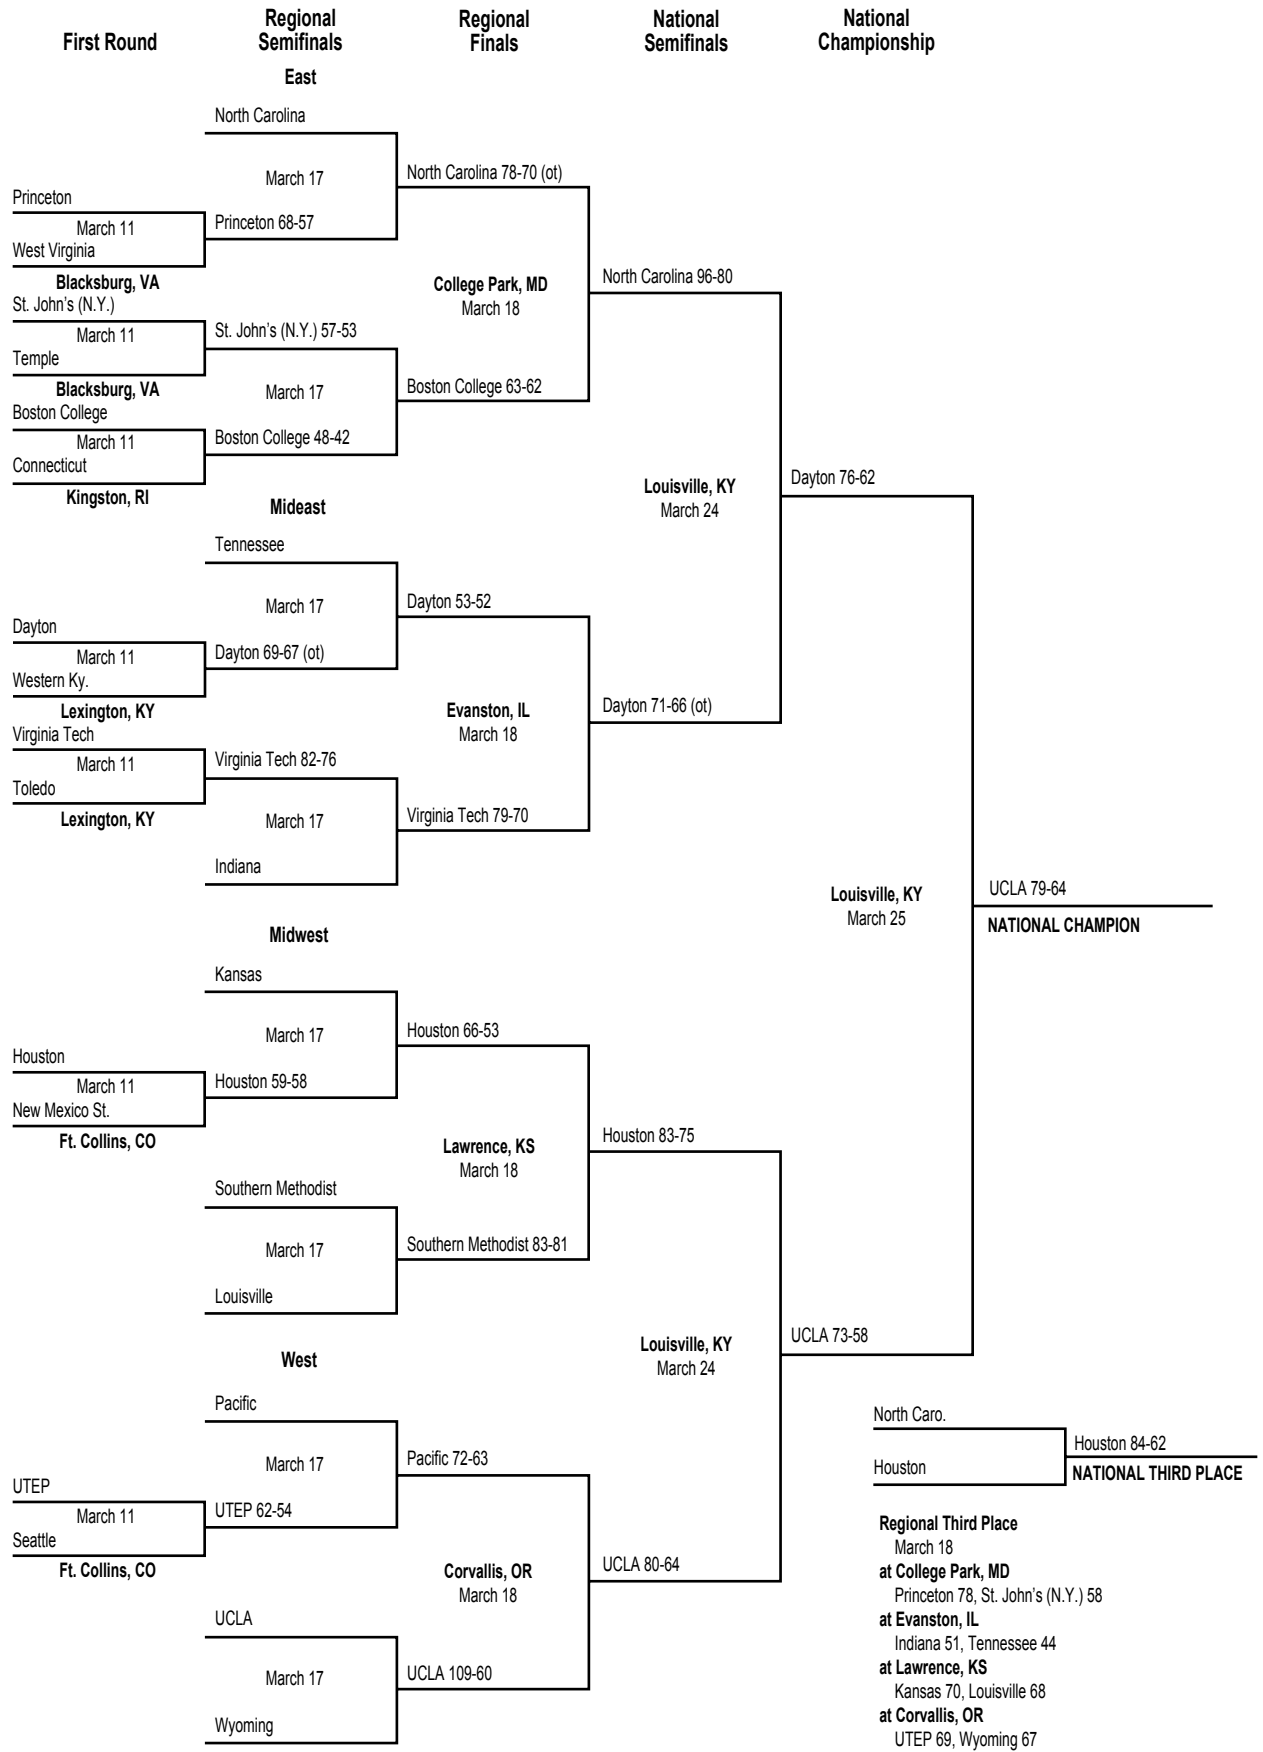 First Round
Regional
Semifinals
Regional
Finals
National
Semifinals
National
Championship
East
North Carolina
March 17
North Carolina 78-70 (ot)
Princeton
March 11
Princeton 68-57
West Virginia
Blacksburg, VA
College Park, MD
March 18
North Carolina 96-80
St. John's (N.Y.)
March 11
St. John's (N.Y.) 57-53
Temple
Blacksburg, VA
March 17
Boston College 63-62
Boston College
March 11
Boston College 48-42
Connecticut
Kingston, RI
Louisville, KY
March 24
Dayton 76-62
Mideast
Tennessee
March 17
Dayton 53-52
Dayton
March 11
Dayton 69-67 (ot)
Western Ky.
Lexington, KY
Evanston, IL
March 18
Dayton 71-66 (ot)
Virginia Tech
March 11
Virginia Tech 82-76
Toledo
Lexington, KY
March 17
Virginia Tech 79-70
Indiana
Louisville, KY
March 25
UCLA 79-64
NATIONAL CHAMPION
Midwest
Kansas
March 17
Houston 66-53
Houston
March 11
Houston 59-58
New Mexico St.
Ft. Collins, CO
Lawrence, KS
March 18
Houston 83-75
Southern Methodist
March 17
Southern Methodist 83-81
Louisville
Louisville, KY
March 24
UCLA 73-58
West
Pacific
March 17
Pacific 72-63
UTEP
March 11
UTEP 62-54
Seattle
Ft. Collins, CO
Corvallis, OR
March 18
UCLA 80-64
UCLA
March 17
UCLA 109-60
Wyoming
North Caro.
Houston
Houston 84-62
NATIONAL THIRD PLACE
Regional Third Place
March 18
at College Park, MD
Princeton 78, St. John's (N.Y.) 58
at Evanston, IL
Indiana 51, Tennessee 44
at Lawrence, KS
Kansas 70, Louisville 68
at Corvallis, OR
UTEP 69, Wyoming 67